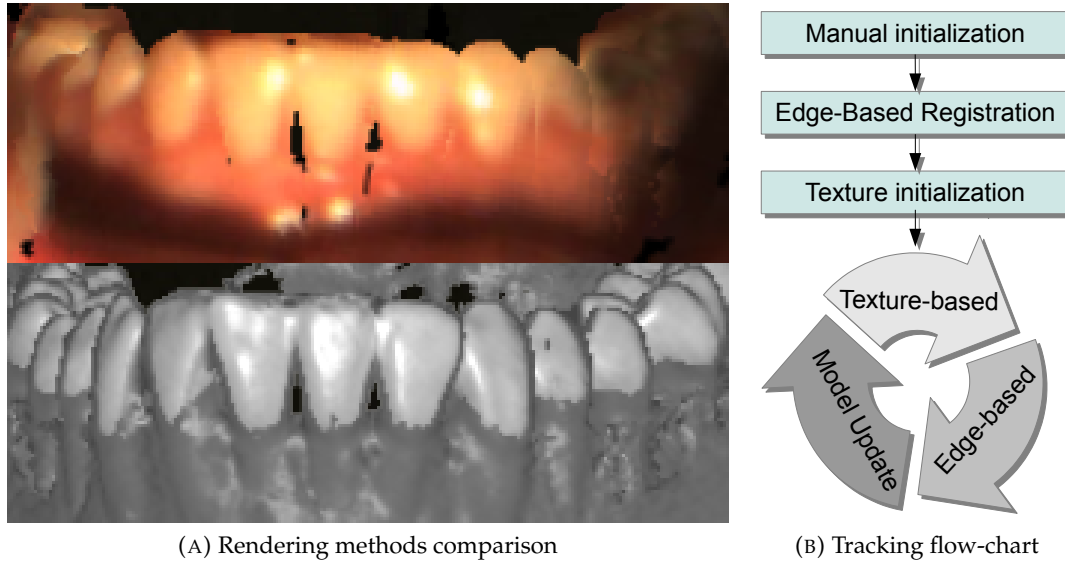 Manual initialization
Edge-Based Registration
Texture initialization
Texture-based
Edge-based
Model Update
(A) Rendering methods comparison
(B) Tracking flow-chart